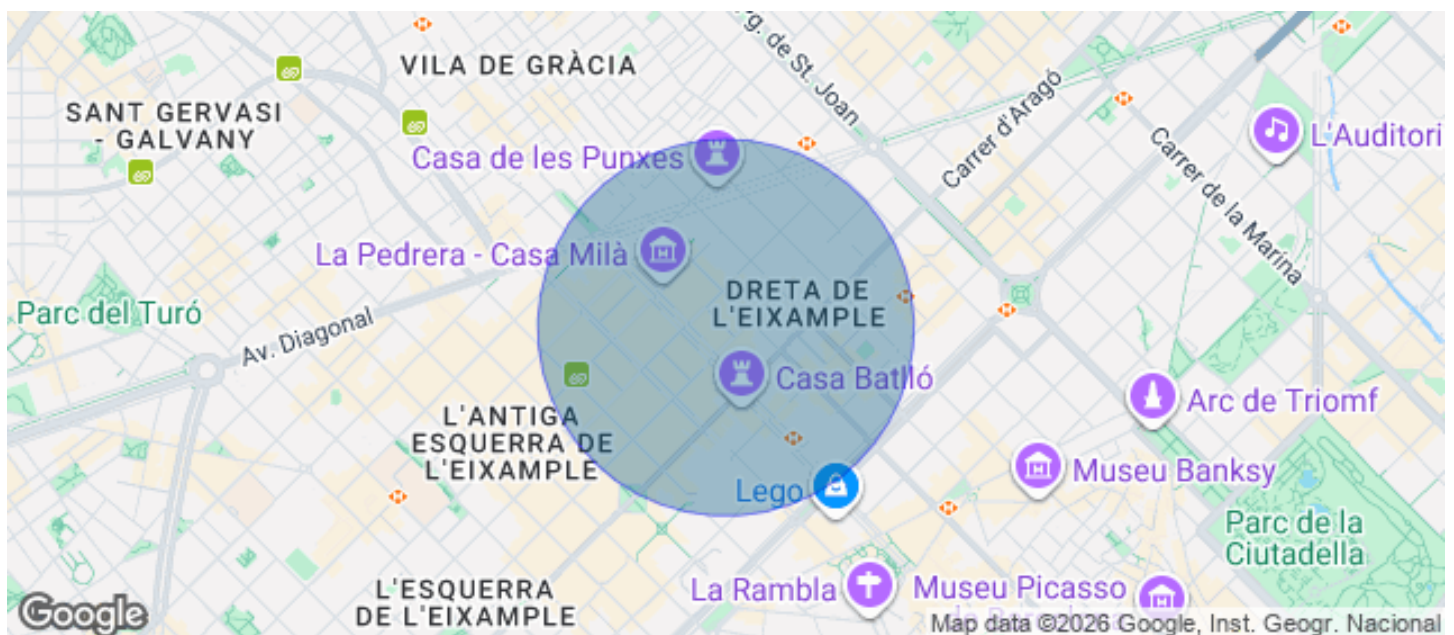 rg. de St. Joan
VILA DE GRÀCIA
Carrer d'Aragó
SANT GERVASI
- GALVANY
L'Auditori
Casa de les Punxes
Carrer de la Marina
La Pedrera - Casa Milà
DRETA DE
L'EIXAMPLE
Parc del Turó
Av. Diagonal
Casa Batlló
Arc de Triomf
L'ANTIGA
ESQUERRA DE
L'EIXAMPLE
Museu Banksy
Lego
Parc de la
Ciutadella
L'ESQUERRA
DE L'EIXAMPLE
La Rambla
Museu Picasso
Google
Map data ©2026 Google, Inst. Geogr. Nacional